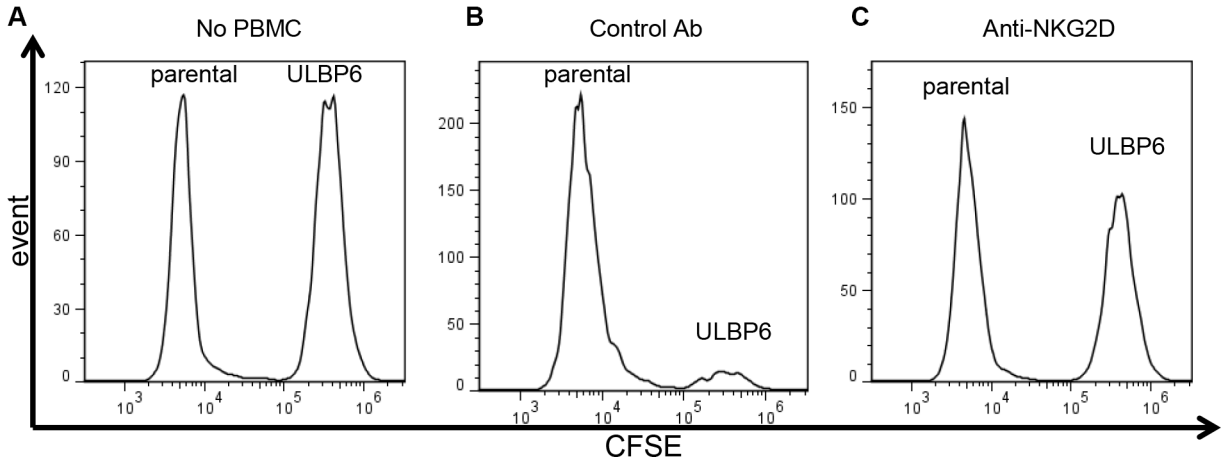 A
No PBMC
parental
ULBP6
120
90
60
30
0
10³
10⁴
10⁵
10⁶
B
Control Ab
parental
ULBP6
200
150
100
50
0
10³
10⁴
10⁵
10⁶
C
Anti-NKG2D
parental
ULBP6
150
100
50
0
10³
10⁴
10⁵
10⁶
event
CFSE